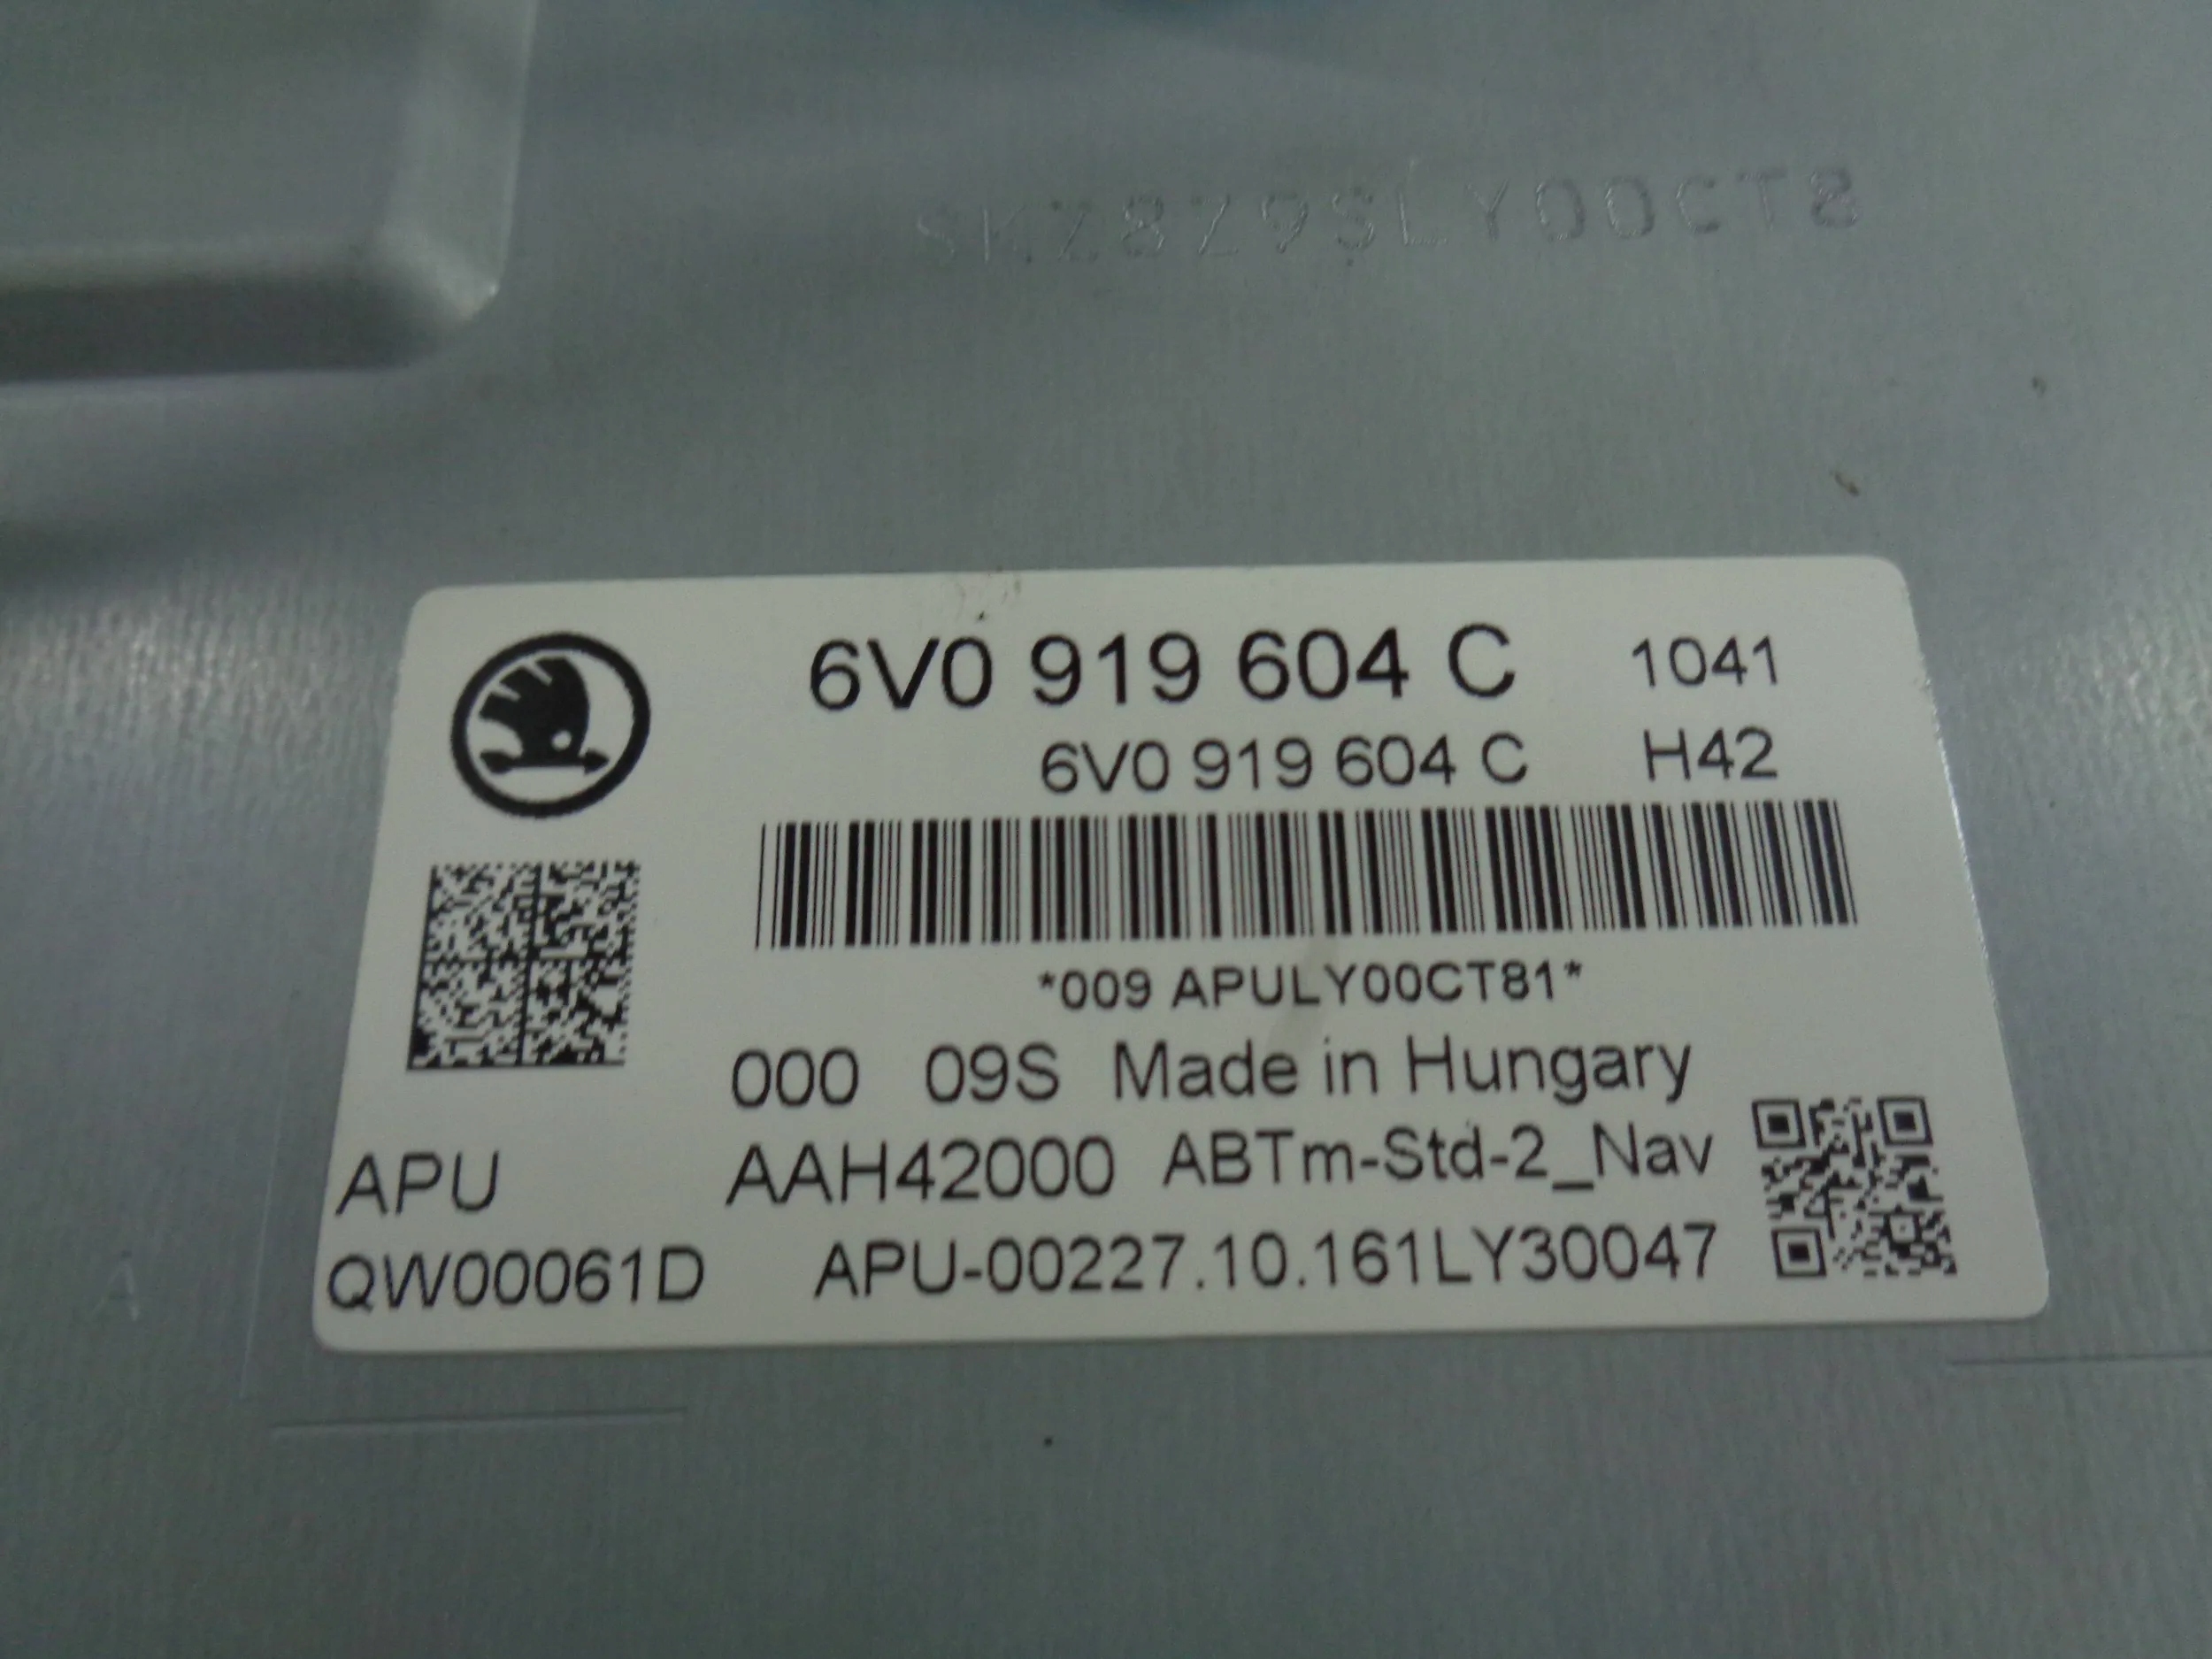 SMZ8Z9SLY00CT8
6V0 919 604 C 1041
6V0 919 604 C H42
*009 APULY00CT81*
000 09S Made in Hungary
APU AAH42000 ABTm-Std-2_Nav
QW00061D APU-00227.10.161LY30047
A